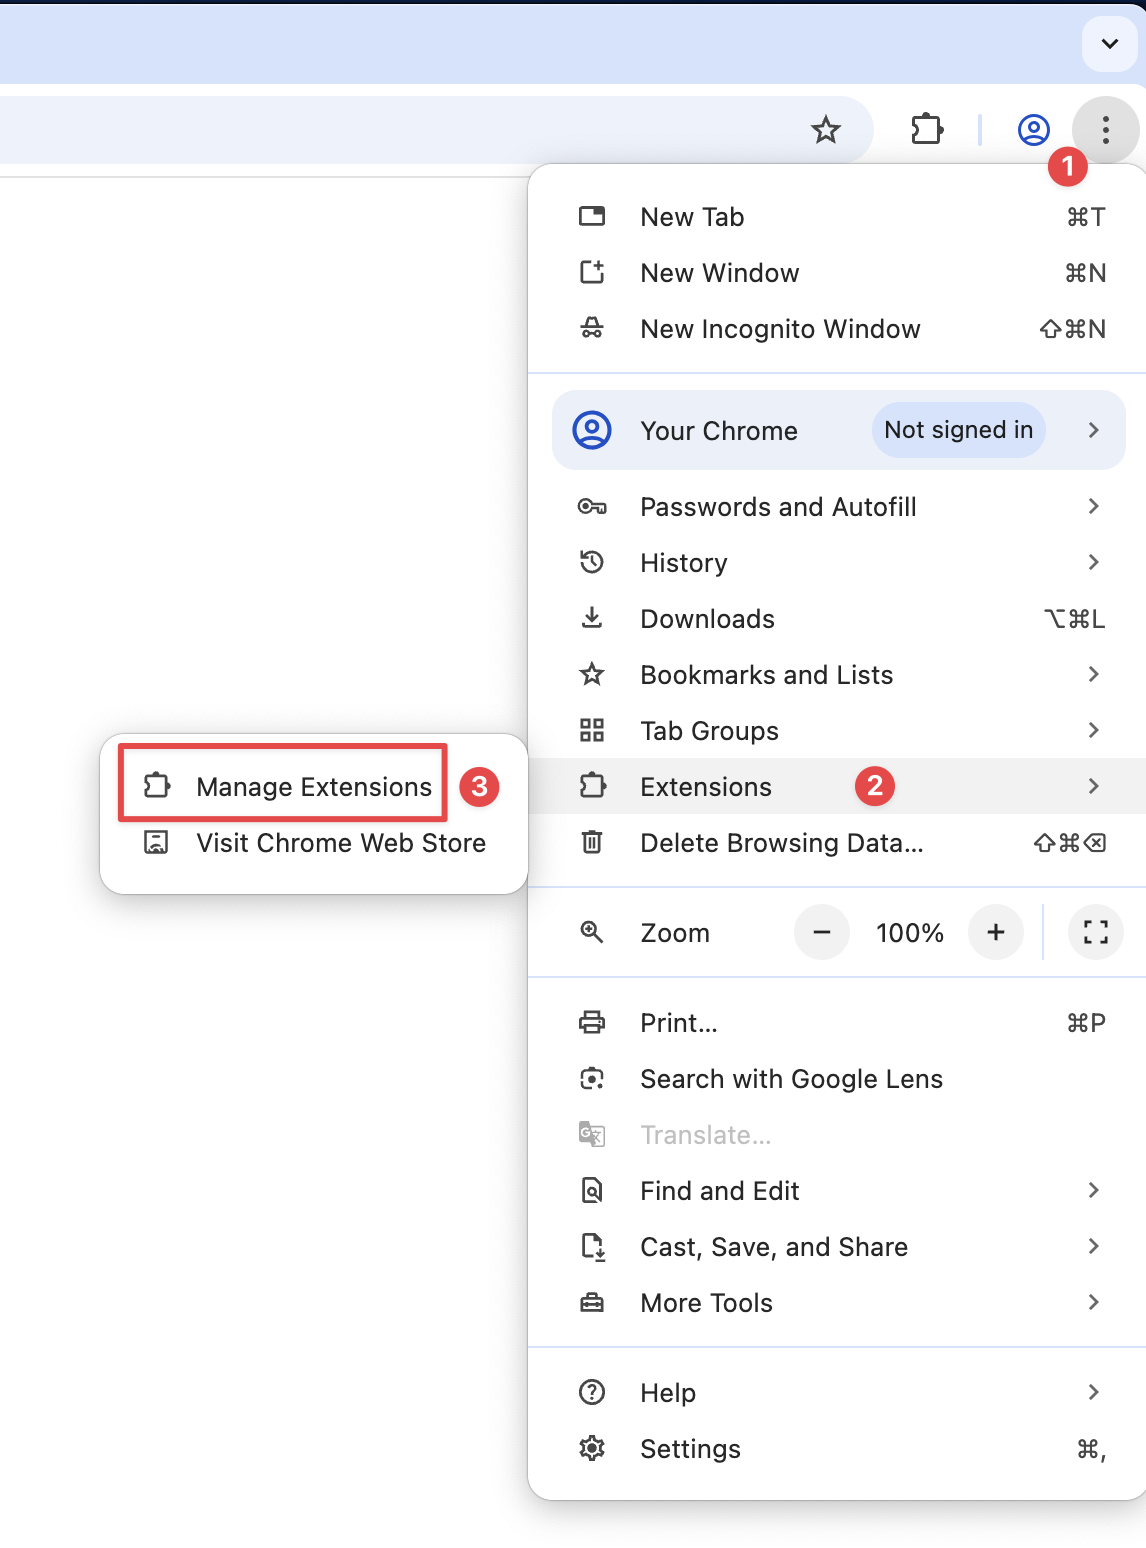 1
New Tab ⌘T
New Window ⌘N
New Incognito Window ⇧⌘N
Your Chrome Not signed in
Passwords and Autofill
History
Downloads ⌥⌘L
Bookmarks and Lists
Tab Groups
Manage Extensions 3
Visit Chrome Web Store
Extensions 2
Delete Browsing Data... ⇧⌘⌫
Zoom − 100% +
Print... ⌘P
Search with Google Lens
Translate...
Find and Edit
Cast, Save, and Share
More Tools
Help
Settings ⌘,